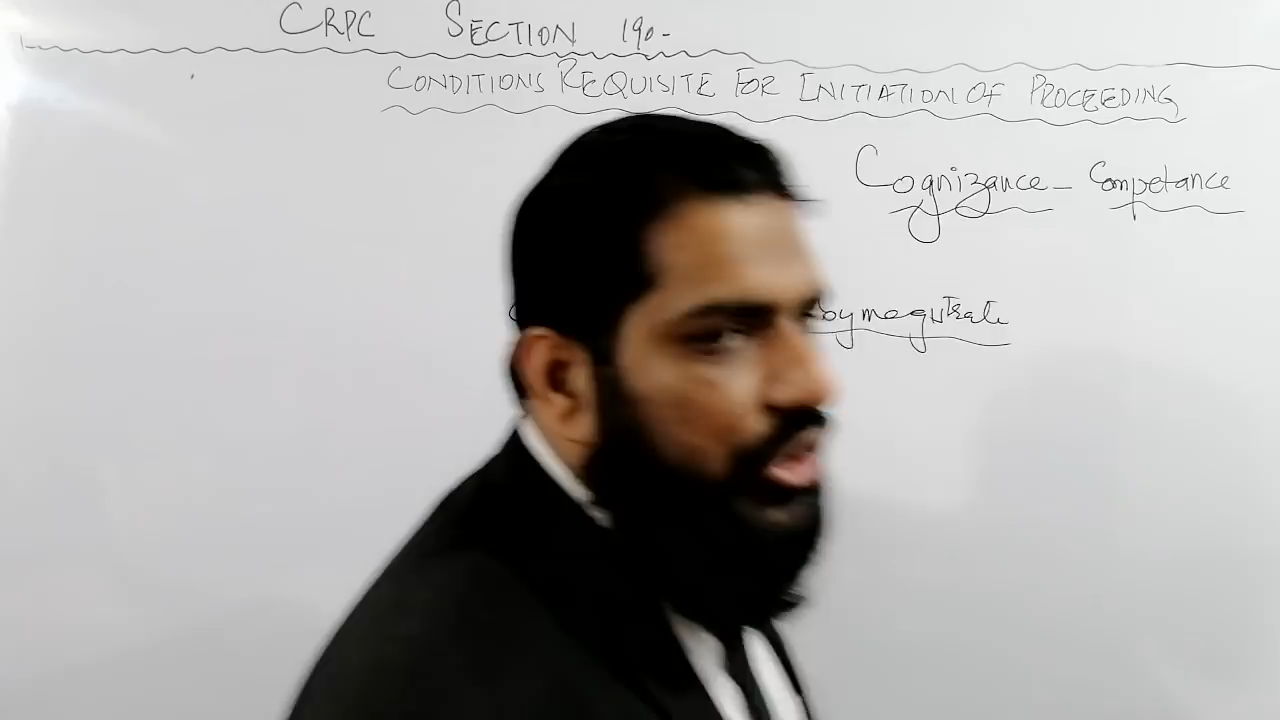 CRPC SECTION 190-
CONDITIONS REQUISITE FOR INITIATION OF PROCEEDING
Cognizance - Competance
by magistrate